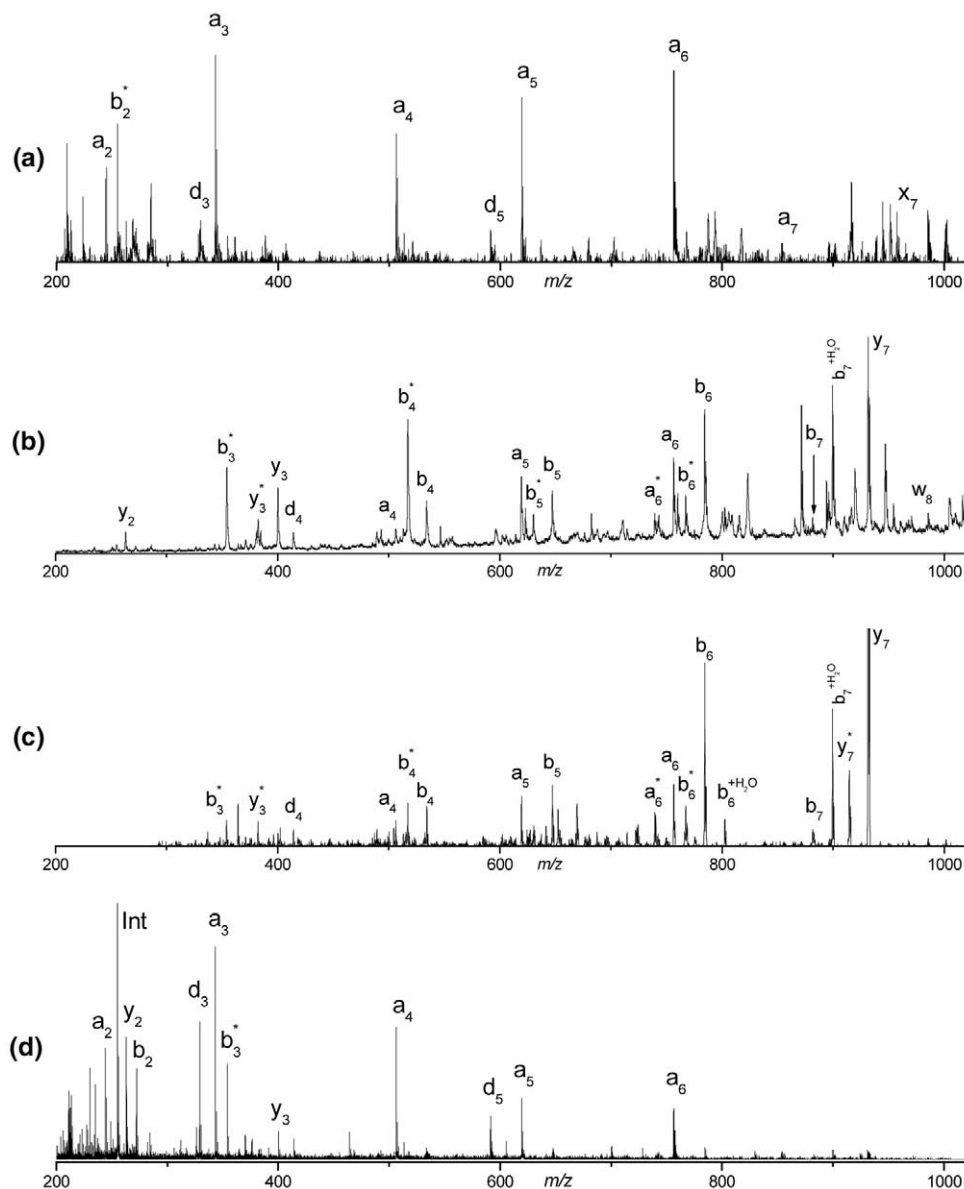 (a)
a3
b2*
a2
d3
a4
a5
d5
a6
a7
x7
200 400 600 m/z 800 1000
(b)
y2
b3*
y3*
y3
d4
a4
b4*
b4
a5
b5*
b5
a6*
a6
b6*
b6
b7
b7+H2O
y7
w8
200 400 600 m/z 800 1000
(c)
b3*
y3*
d4
a4
b4*
b4
a5
b5
a6*
a6
b6*
b6
b6+H2O
b7
b7+H2O
y7*
y7
200 400 600 m/z 800 1000
(d)
a2
Int
y2
b2
d3
a3
b3*
y3
a4
d5
a5
a6
200 400 600 m/z 800 1000